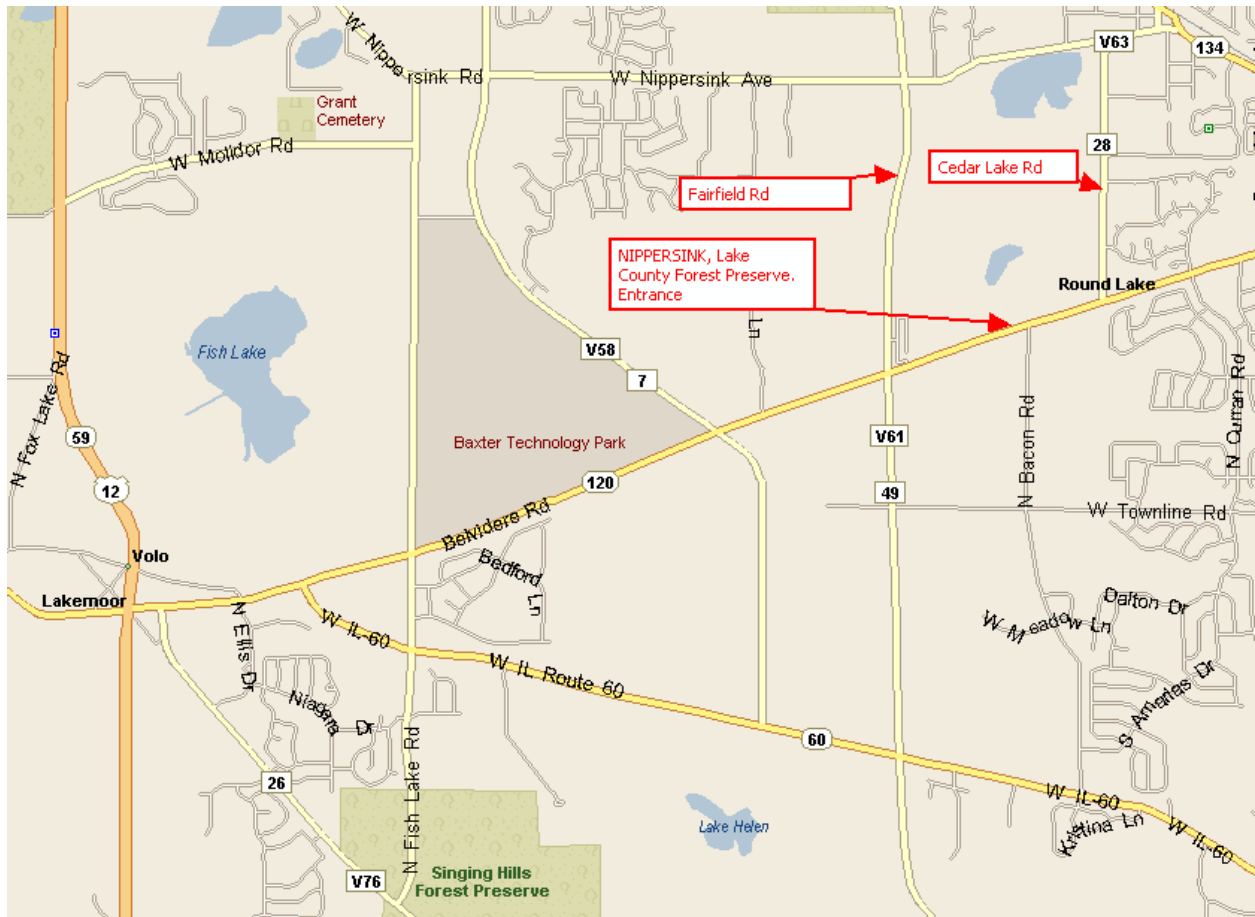 W Nippe
rsink Rd
W Nippersink Ave
V63
134
Grant
Cemetery
W Molidor Rd
28
Cedar Lake Rd
Fairfield Rd
NIPPERSINK, Lake
County Forest Preserve.
Entrance
Round Lake
Ln
Fish Lake
V58
7
N Fox Lake Rd
59
12
Baxter Technology Park
V61
49
N Bacon Rd
N Curran Rd
120
Belvidere Rd
W Townline Rd
Volo
Lakemoor
Bedford
Ln
N Ellis Dr
W IL-60
W IL Route 60
Dalton Dr
W Meadow Ln
Niagma Dr
S Amarias Dr
60
26
N Fish Lake Rd
W IL-60
Kristina Ln
W IL-60
Lake Helen
V76
Singing Hills
Forest Preserve